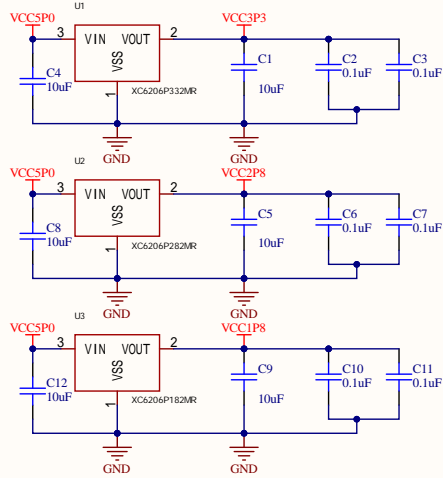 U1
VCC5P0
VCC3P3
3
VIN
VOUT
2
VSS
C4
10uF
1
XC6206P332MR
C1
10uF
C2
0.1uF
C3
0.1uF
GND
GND
U2
VCC5P0
VCC2P8
3
VIN
VOUT
2
VSS
C8
10uF
1
XC6206P282MR
C5
10uF
C6
0.1uF
C7
0.1uF
GND
GND
U3
VCC5P0
VCC1P8
3
VIN
VOUT
2
VSS
C12
10uF
1
XC6206P182MR
C9
10uF
C10
0.1uF
C11
0.1uF
GND
GND